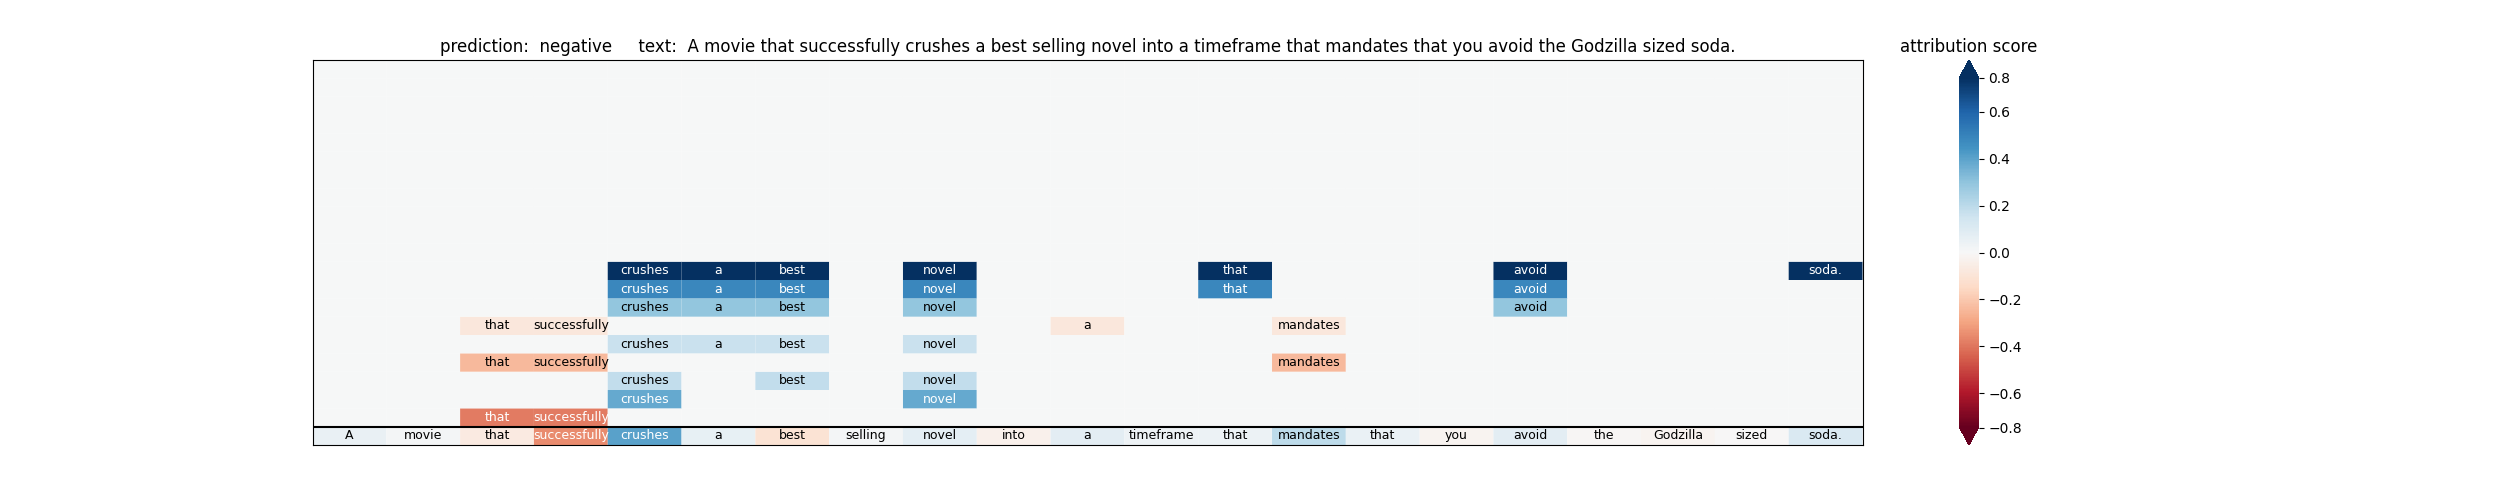 prediction:  negative     text:  A movie that successfully crushes a best selling novel into a timeframe that mandates that you avoid the Godzilla sized soda.
attribution score
0.8
0.6
0.4
0.2
0.0
−0.2
−0.4
−0.6
−0.8
crushes a best novel that avoid soda.
crushes a best novel that avoid
crushes a best novel avoid
that successfully a mandates
crushes a best novel
that successfully mandates
crushes best novel
crushes novel
that successfully
A movie that successfully crushes a best selling novel into a timeframe that mandates that you avoid the Godzilla sized soda.